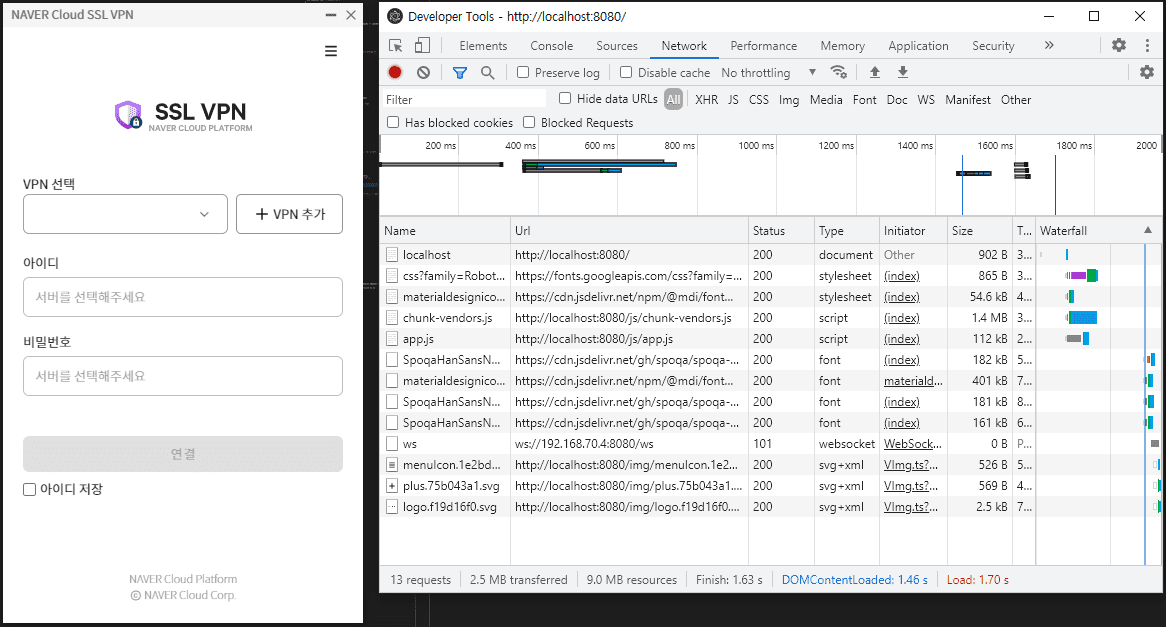 NAVER Cloud SSL VPN
SSL VPN
NAVER CLOUD PLATFORM
VPN 선택
VPN 추가
아이디
서버를 선택해주세요
비밀번호
서버를 선택해주세요
연결
아이디 저장
NAVER Cloud Platform
© NAVER Cloud Corp.
Developer Tools - http://localhost:8080/
Elements Console Sources Network Performance Memory Application Security »
Preserve log Disable cache No throttling
Filter Hide data URLs All XHR JS CSS Img Media Font Doc WS Manifest Other
Has blocked cookies Blocked Requests
200 ms 400 ms 600 ms 800 ms 1000 ms 1200 ms 1400 ms 1600 ms 1800 ms 2000
Name Url Status Type Initiator Size T... Waterfall
localhost http://localhost:8080/ 200 document Other 902 B 3...
css?family=Robot... https://fonts.googleapis.com/css?family=... 200 stylesheet (index) 865 B 3...
materialdesignico... https://cdn.jsdelivr.net/npm/@mdi/font... 200 stylesheet (index) 54.6 kB 4...
chunk-vendors.js http://localhost:8080/js/chunk-vendors.js 200 script (index) 1.4 MB 3...
app.js http://localhost:8080/js/app.js 200 script (index) 112 kB 2...
SpoqaHanSansN... https://cdn.jsdelivr.net/gh/spoqa/spoqa-... 200 font (index) 182 kB 5...
materialdesignico... https://cdn.jsdelivr.net/npm/@mdi/font... 200 font materiald... 401 kB 7...
SpoqaHanSansN... https://cdn.jsdelivr.net/gh/spoqa/spoqa-... 200 font (index) 181 kB 8...
SpoqaHanSansN... https://cdn.jsdelivr.net/gh/spoqa/spoqa-... 200 font (index) 161 kB 6...
ws ws://192.168.70.4:8080/ws 101 websocket WebSock... 0 B P...
menuIcon.1e2bd... http://localhost:8080/img/menuIcon.1e2... 200 svg+xml VImg.ts?... 526 B 5...
plus.75b043a1.svg http://localhost:8080/img/plus.75b043a1.... 200 svg+xml VImg.ts?... 569 B 4...
logo.f19d16f0.svg http://localhost:8080/img/logo.f19d16f0.... 200 svg+xml VImg.ts?... 2.5 kB 7...
13 requests 2.5 MB transferred 9.0 MB resources Finish: 1.63 s DOMContentLoaded: 1.46 s Load: 1.70 s